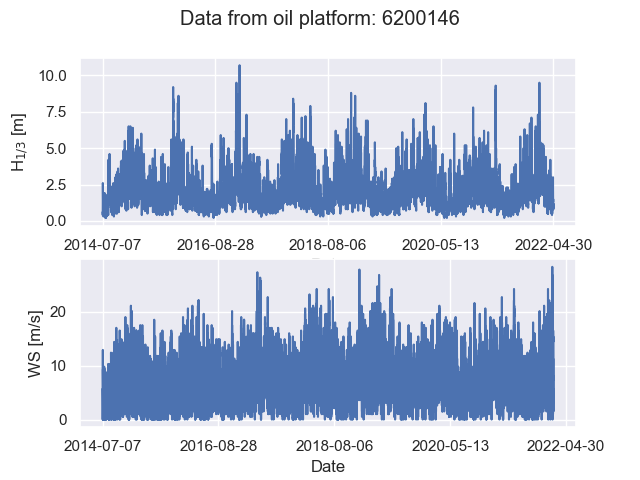 Data from oil platform: 6200146
H1/3 [m]
10.0
7.5
5.0
2.5
0.0
2014-07-07 2016-08-28 2018-08-06 2020-05-13 2022-04-30
WS [m/s]
20
10
0
2014-07-07 2016-08-28 2018-08-06 2020-05-13 2022-04-30
Date